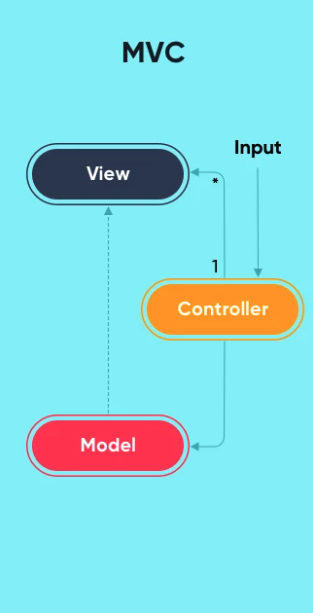 MVC
Input
View
*
1
Controller
Model